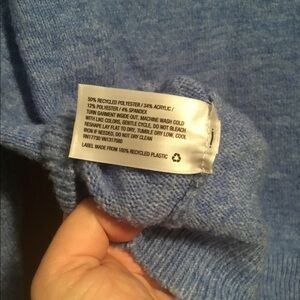 50% RECYCLED POLYESTER / 34% ACRYLIC /
12% POLYESTER / 4% SPANDEX
TURN GARMENT INSIDE OUT, MACHINE WASH COLD
WITH LIKE COLORS, GENTLE CYCLE, DO NOT BLEACH
RESHAPE LAY FLAT TO DRY, TUMBLE DRY LOW, COOL
IRON IF NEEDED, DO NOT DRY CLEAN
RN17730 WN1317980
LABEL MADE FROM 100% RECYCLED PLASTIC